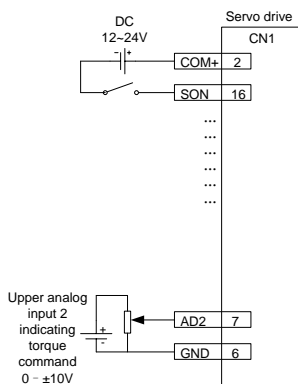 Servo drive
DC
12~24V
CN1
- +
COM+ 2
SON 16
...
...
...
...
...
...
Upper analog
input 2
indicating
torque
command
0 - ±10V
+
-
AD2 7
GND 6